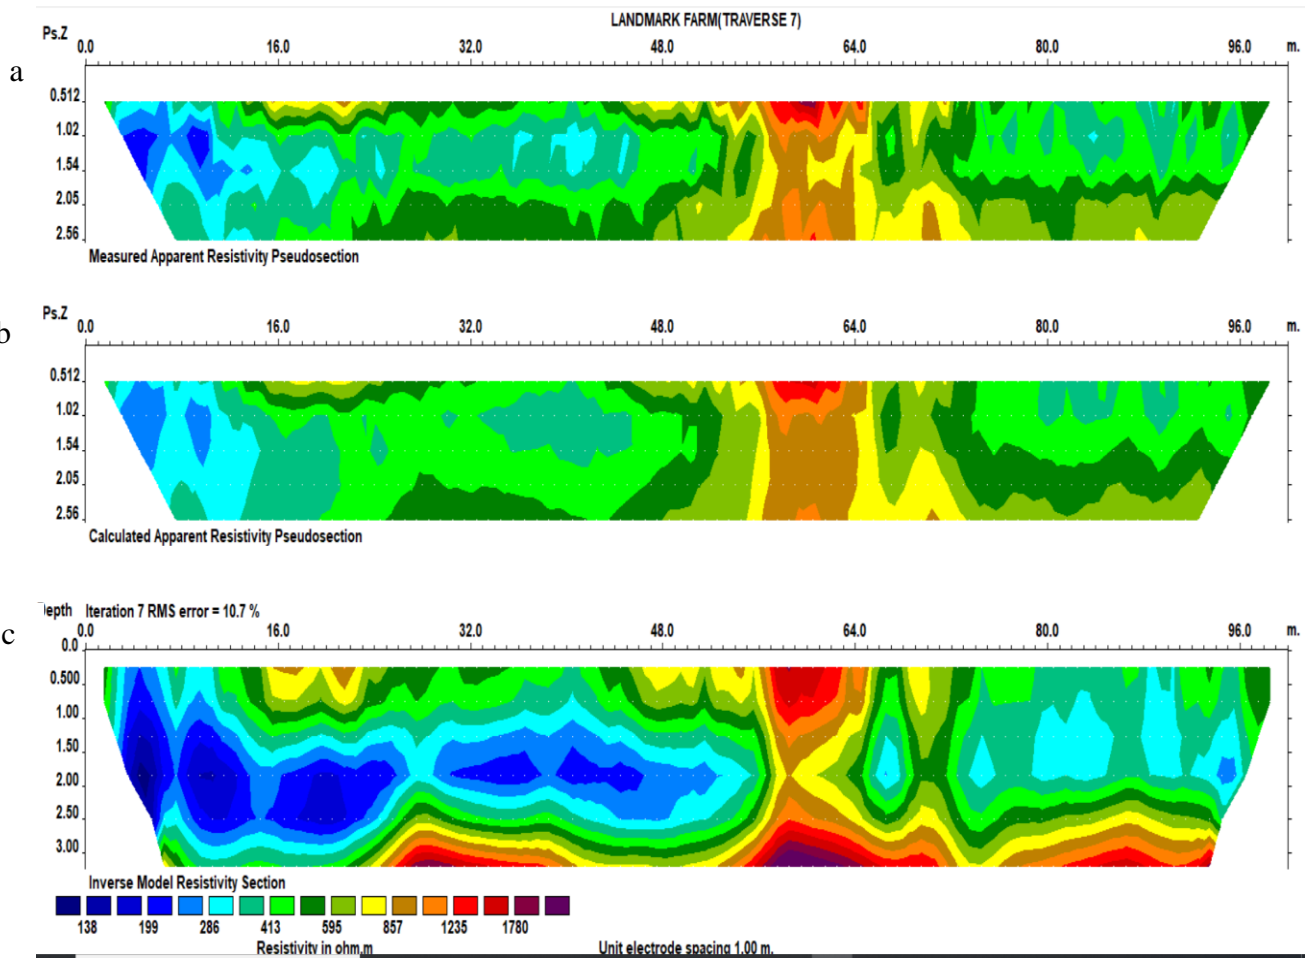 LANDMARK FARM(TRAVERSE 7)
Ps.Z
0.0 16.0 32.0 48.0 64.0 80.0 96.0 m.
a
0.512
1.02
1.54
2.05
2.56
Measured Apparent Resistivity Pseudosection
Ps.Z
0.0 16.0 32.0 48.0 64.0 80.0 96.0 m.
b
0.512
1.02
1.54
2.05
2.56
Calculated Apparent Resistivity Pseudosection
epth Iteration 7 RMS error = 10.7 %
0.0 16.0 32.0 48.0 64.0 80.0 96.0 m.
c
0.0
0.500
1.00
1.50
2.00
2.50
3.00
Inverse Model Resistivity Section
138 199 286 413 595 857 1235 1780
Resistivity in ohm.m Unit electrode spacing 1.00 m.